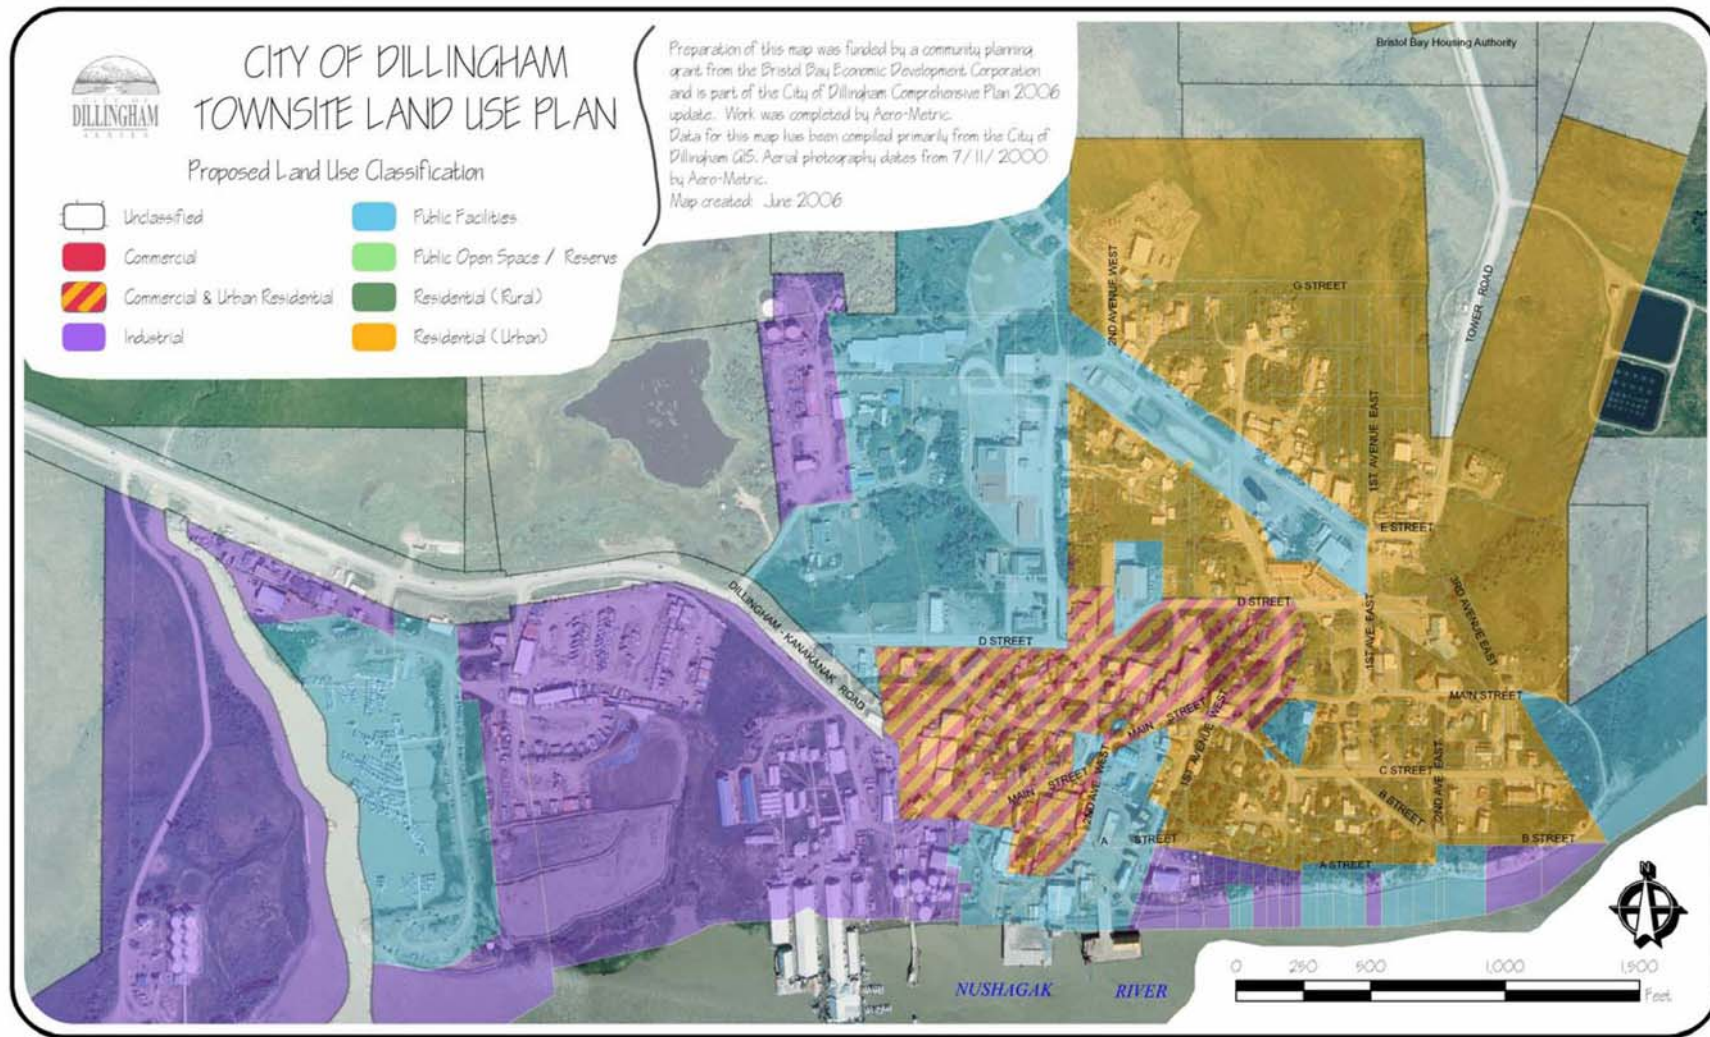 CITY OF DILLINGHAM
TOWNSITE LAND USE PLAN
CITY OF
DILLINGHAM
Proposed Land Use Classification
Unclassified
Commercial
Commercial & Urban Residential
Industrial
Public Facilities
Public Open Space / Reserve
Residential (Rural)
Residential (Urban)
Preparation of this map was funded by a community planning
grant from the Bristol Bay Economic Development Corporation
and is part of the City of Dillingham Comprehensive Plan 2006
update. Work was completed by Aero-Metric.
Data for this map has been compiled primarily from the City of
Dillingham GIS. Aerial photography dates from 7/11/2000
by Aero-Metric.
Map created: June 2006
Bristol Bay Housing Authority
2ND AVENUE WEST
G STREET
TOWER ROAD
1ST AVENUE EAST
E STREET
3RD AVENUE EAST
D STREET
1ST AVE. EAST
D STREET
DILLINGHAM - KANAKANAK ROAD
MAIN STREET
MAIN STREET
1ST AVENUE WEST
MAIN STREET
2ND AVE WEST
C STREET
2ND AVE EAST
B STREET
A STREET
B STREET
A STREET
NUSHAGAK RIVER
N
0 250 500 1,000 1,500
Feet